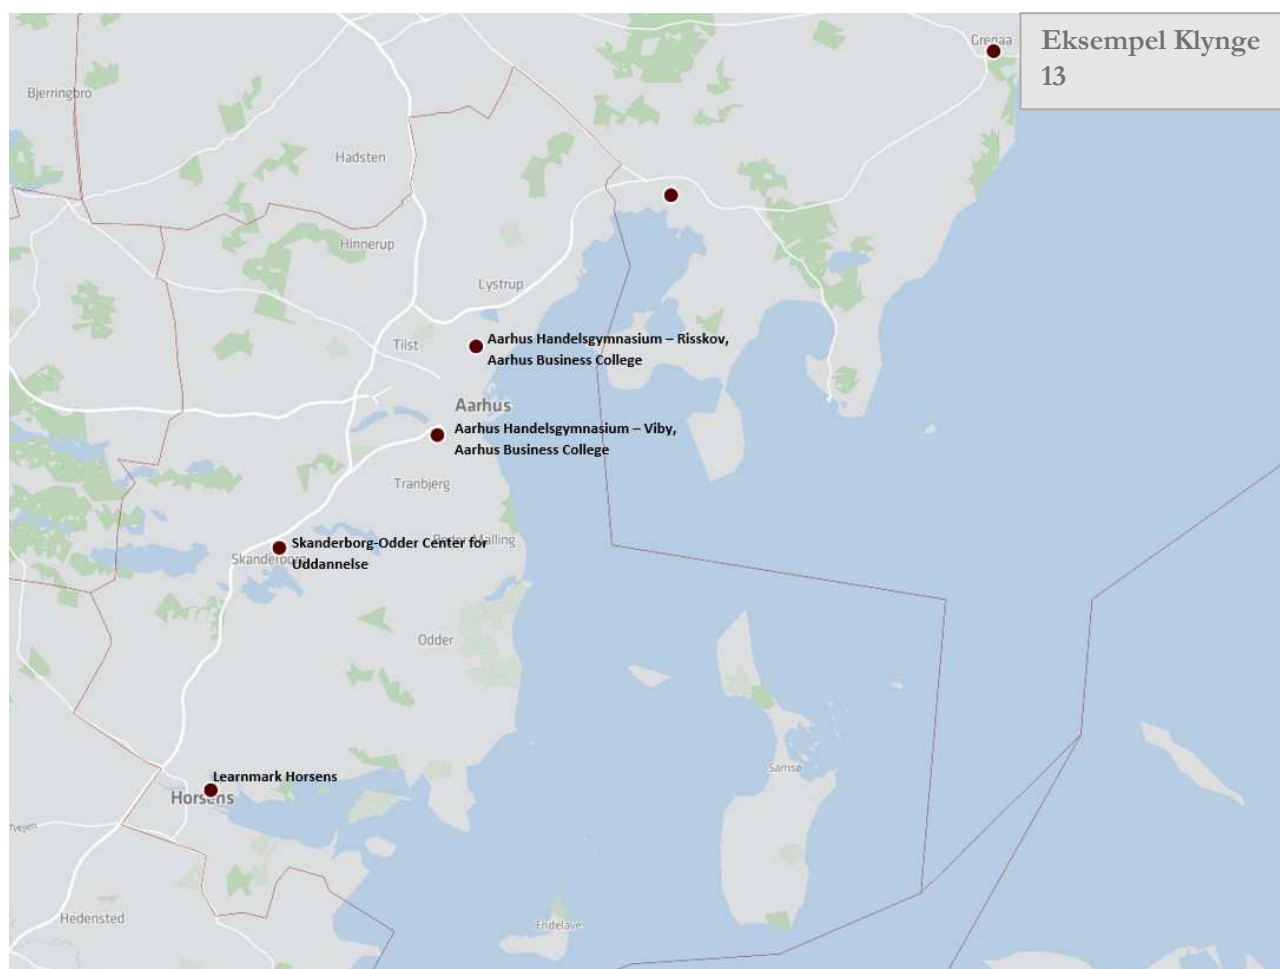 Eksempel Klynge
13
Grenaa
Bjerringbro
Hadsten
Hinnerup
Lystrup
Tilst
Aarhus Handelsgymnasium – Risskov,
Aarhus Business College
Aarhus
Aarhus Handelsgymnasium – Viby,
Aarhus Business College
Tranbjerg
Skanderborg-Odder Center for
Uddannelse
Malling
Skanderborg
Odder
Learnmark Horsens
Horsens
Samsø
Hedensted
Endelave